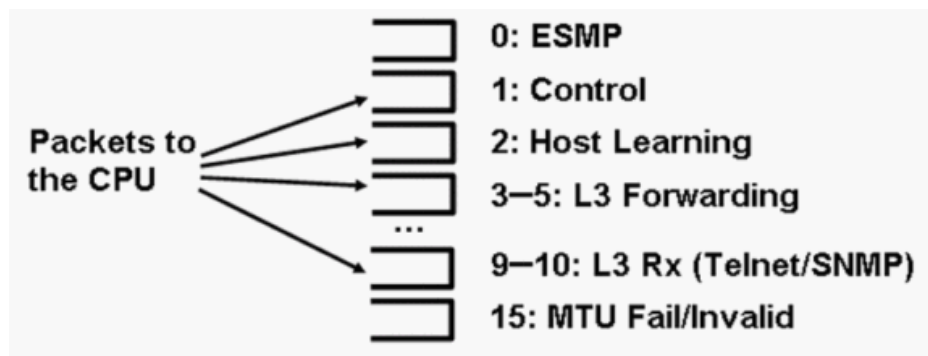 0: ESMP
1: Control
Packets to
the CPU
2: Host Learning
3–5: L3 Forwarding
...
9–10: L3 Rx (Telnet/SNMP)
15: MTU Fail/Invalid